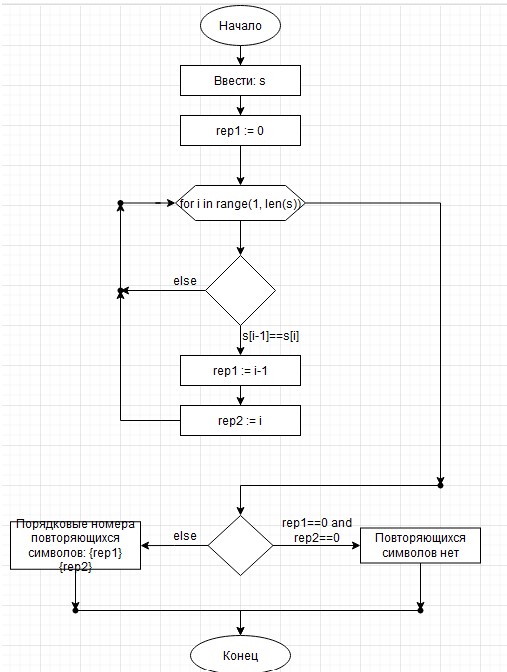 Начало
Ввести: s
rep1 := 0
for i in range(1, len(s))
else
s[i-1]==s[i]
rep1 := i-1
rep2 := i
Порядковые номера
повторяющихся
символов: {rep1}
{rep2}
else
rep1==0 and
rep2==0
Повторяющихся
символов нет
Конец